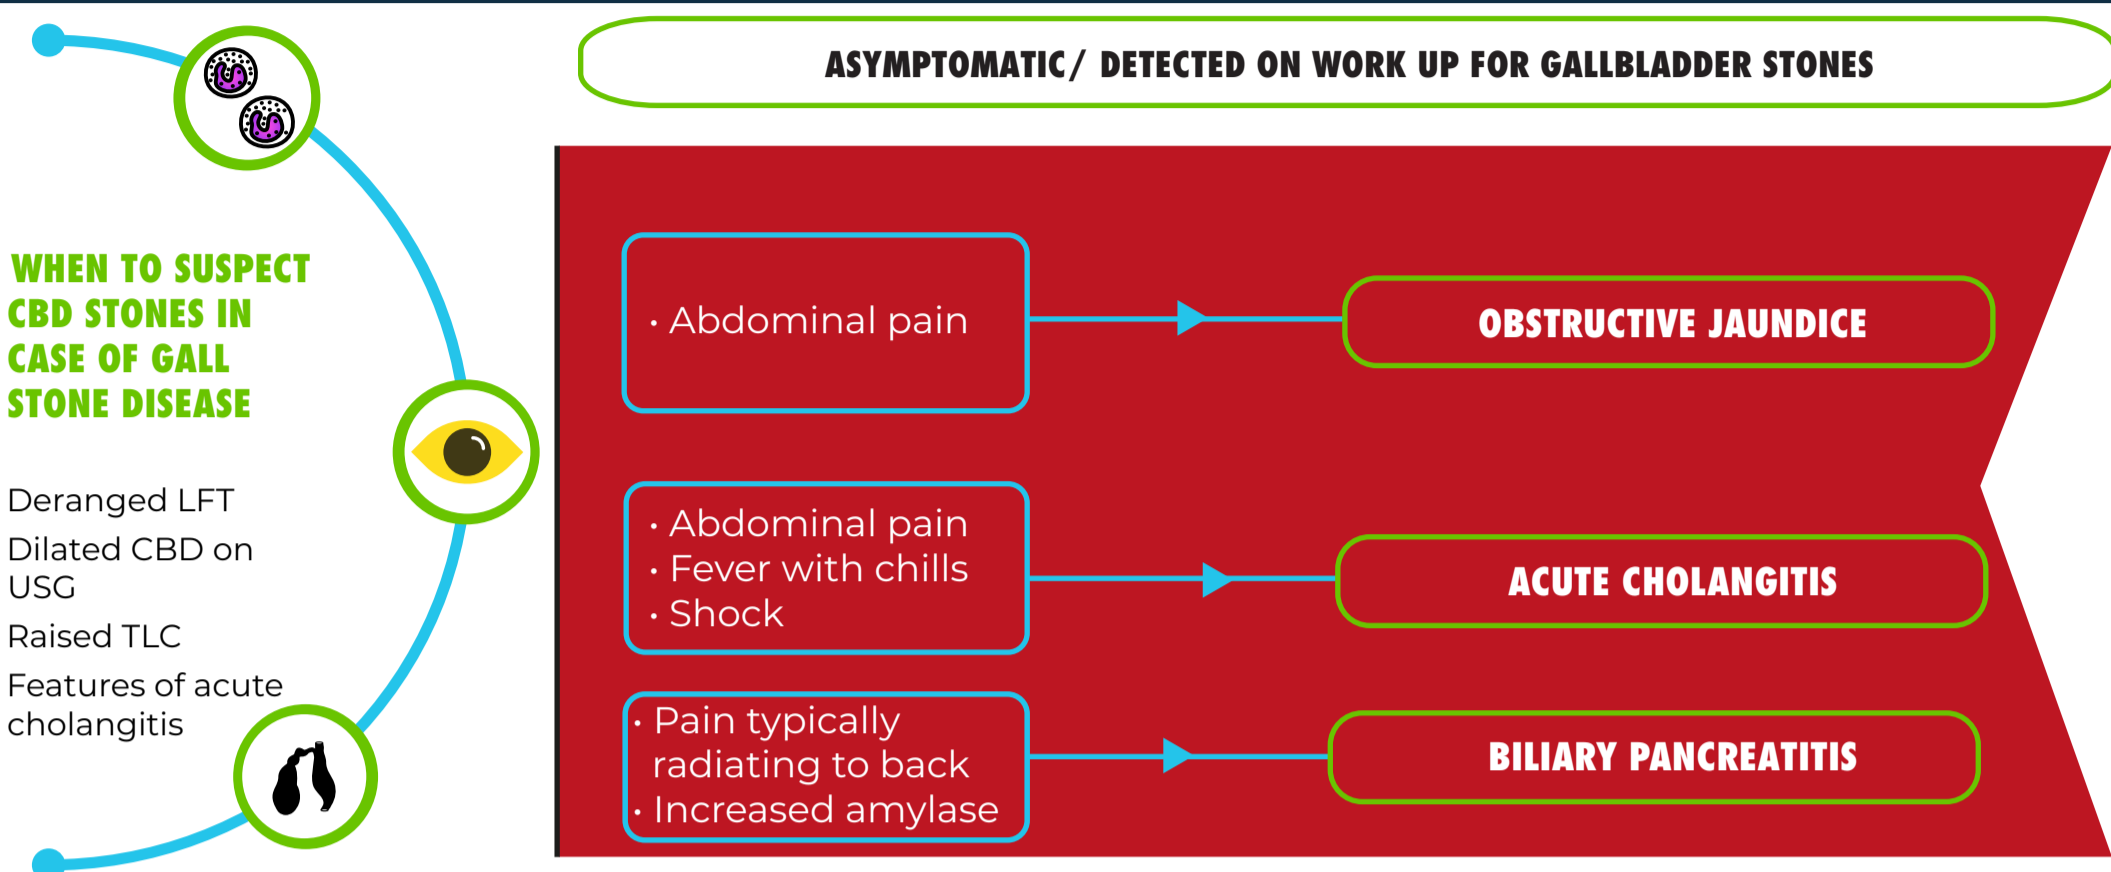 WHEN TO SUSPECT
CBD STONES IN
CASE OF GALL
STONE DISEASE
Deranged LFT
Dilated CBD on
USG
Raised TLC
Features of acute
cholangitis
ASYMPTOMATIC/ DETECTED ON WORK UP FOR GALLBLADDER STONES
• Abdominal pain
OBSTRUCTIVE JAUNDICE
• Abdominal pain
• Fever with chills
• Shock
ACUTE CHOLANGITIS
• Pain typically
radiating to back
• Increased amylase
BILIARY PANCREATITIS